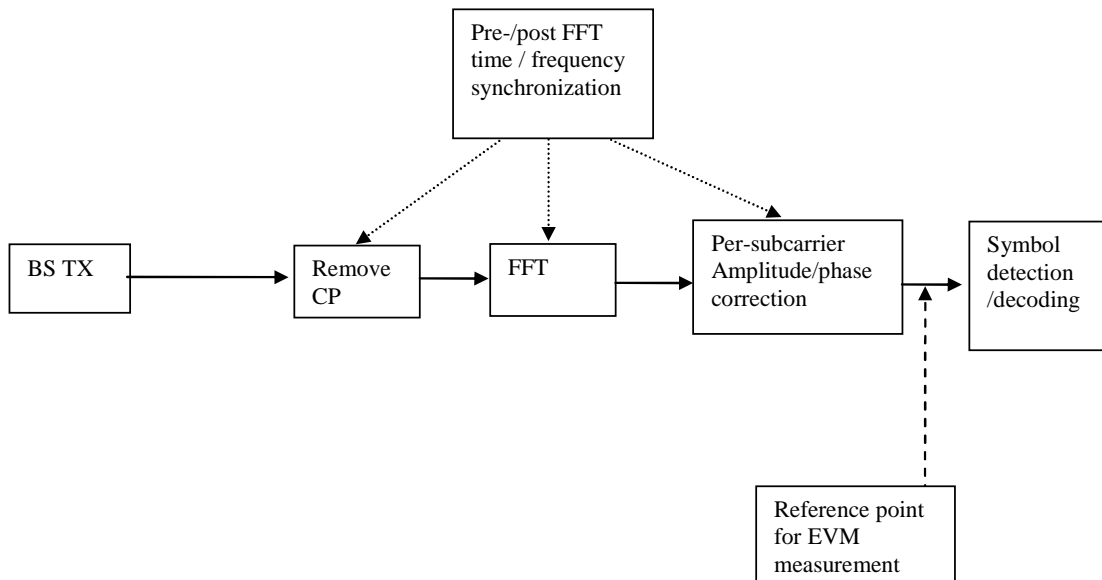 Pre-/post FFT
time / frequency
synchronization
BS TX
Remove
CP
FFT
Per-subcarrier
Amplitude/phase
correction
Symbol
detection
/decoding
Reference point
for EVM
measurement